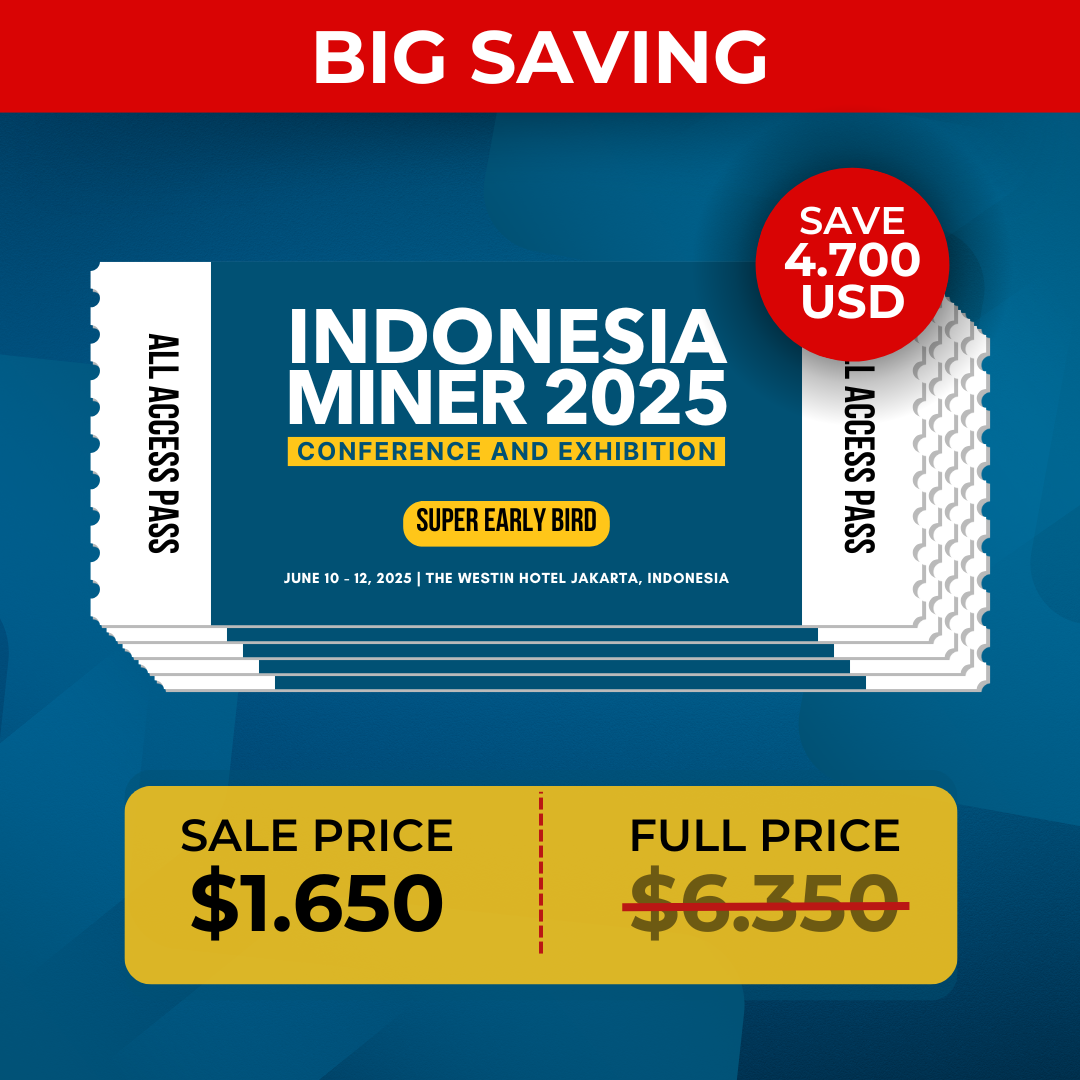 BIG SAVING
SAVE
4.700
USD
ALL ACCESS PASS
INDONESIA
MINER 2025
CONFERENCE AND EXHIBITION
SUPER EARLY BIRD
JUNE 10 - 12, 2025 | THE WESTIN HOTEL JAKARTA, INDONESIA
LL ACCESS PASS
SALE PRICE
$1.650
FULL PRICE
$6.350